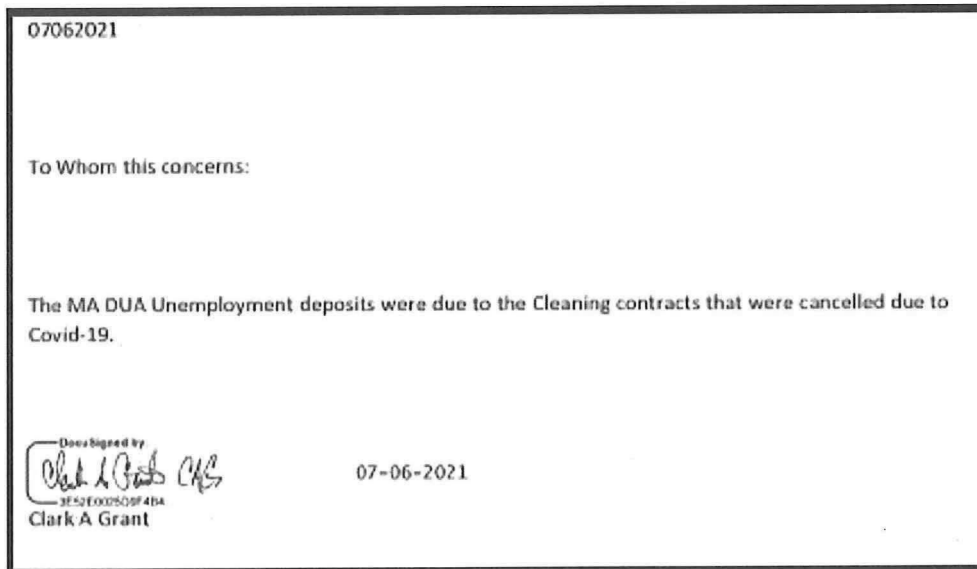 07062021
To Whom this concerns:
The MA DUA Unemployment deposits were due to the Cleaning contracts that were cancelled due to
Covid-19.
DocuSigned by
07-06-2021
Clark A Grant